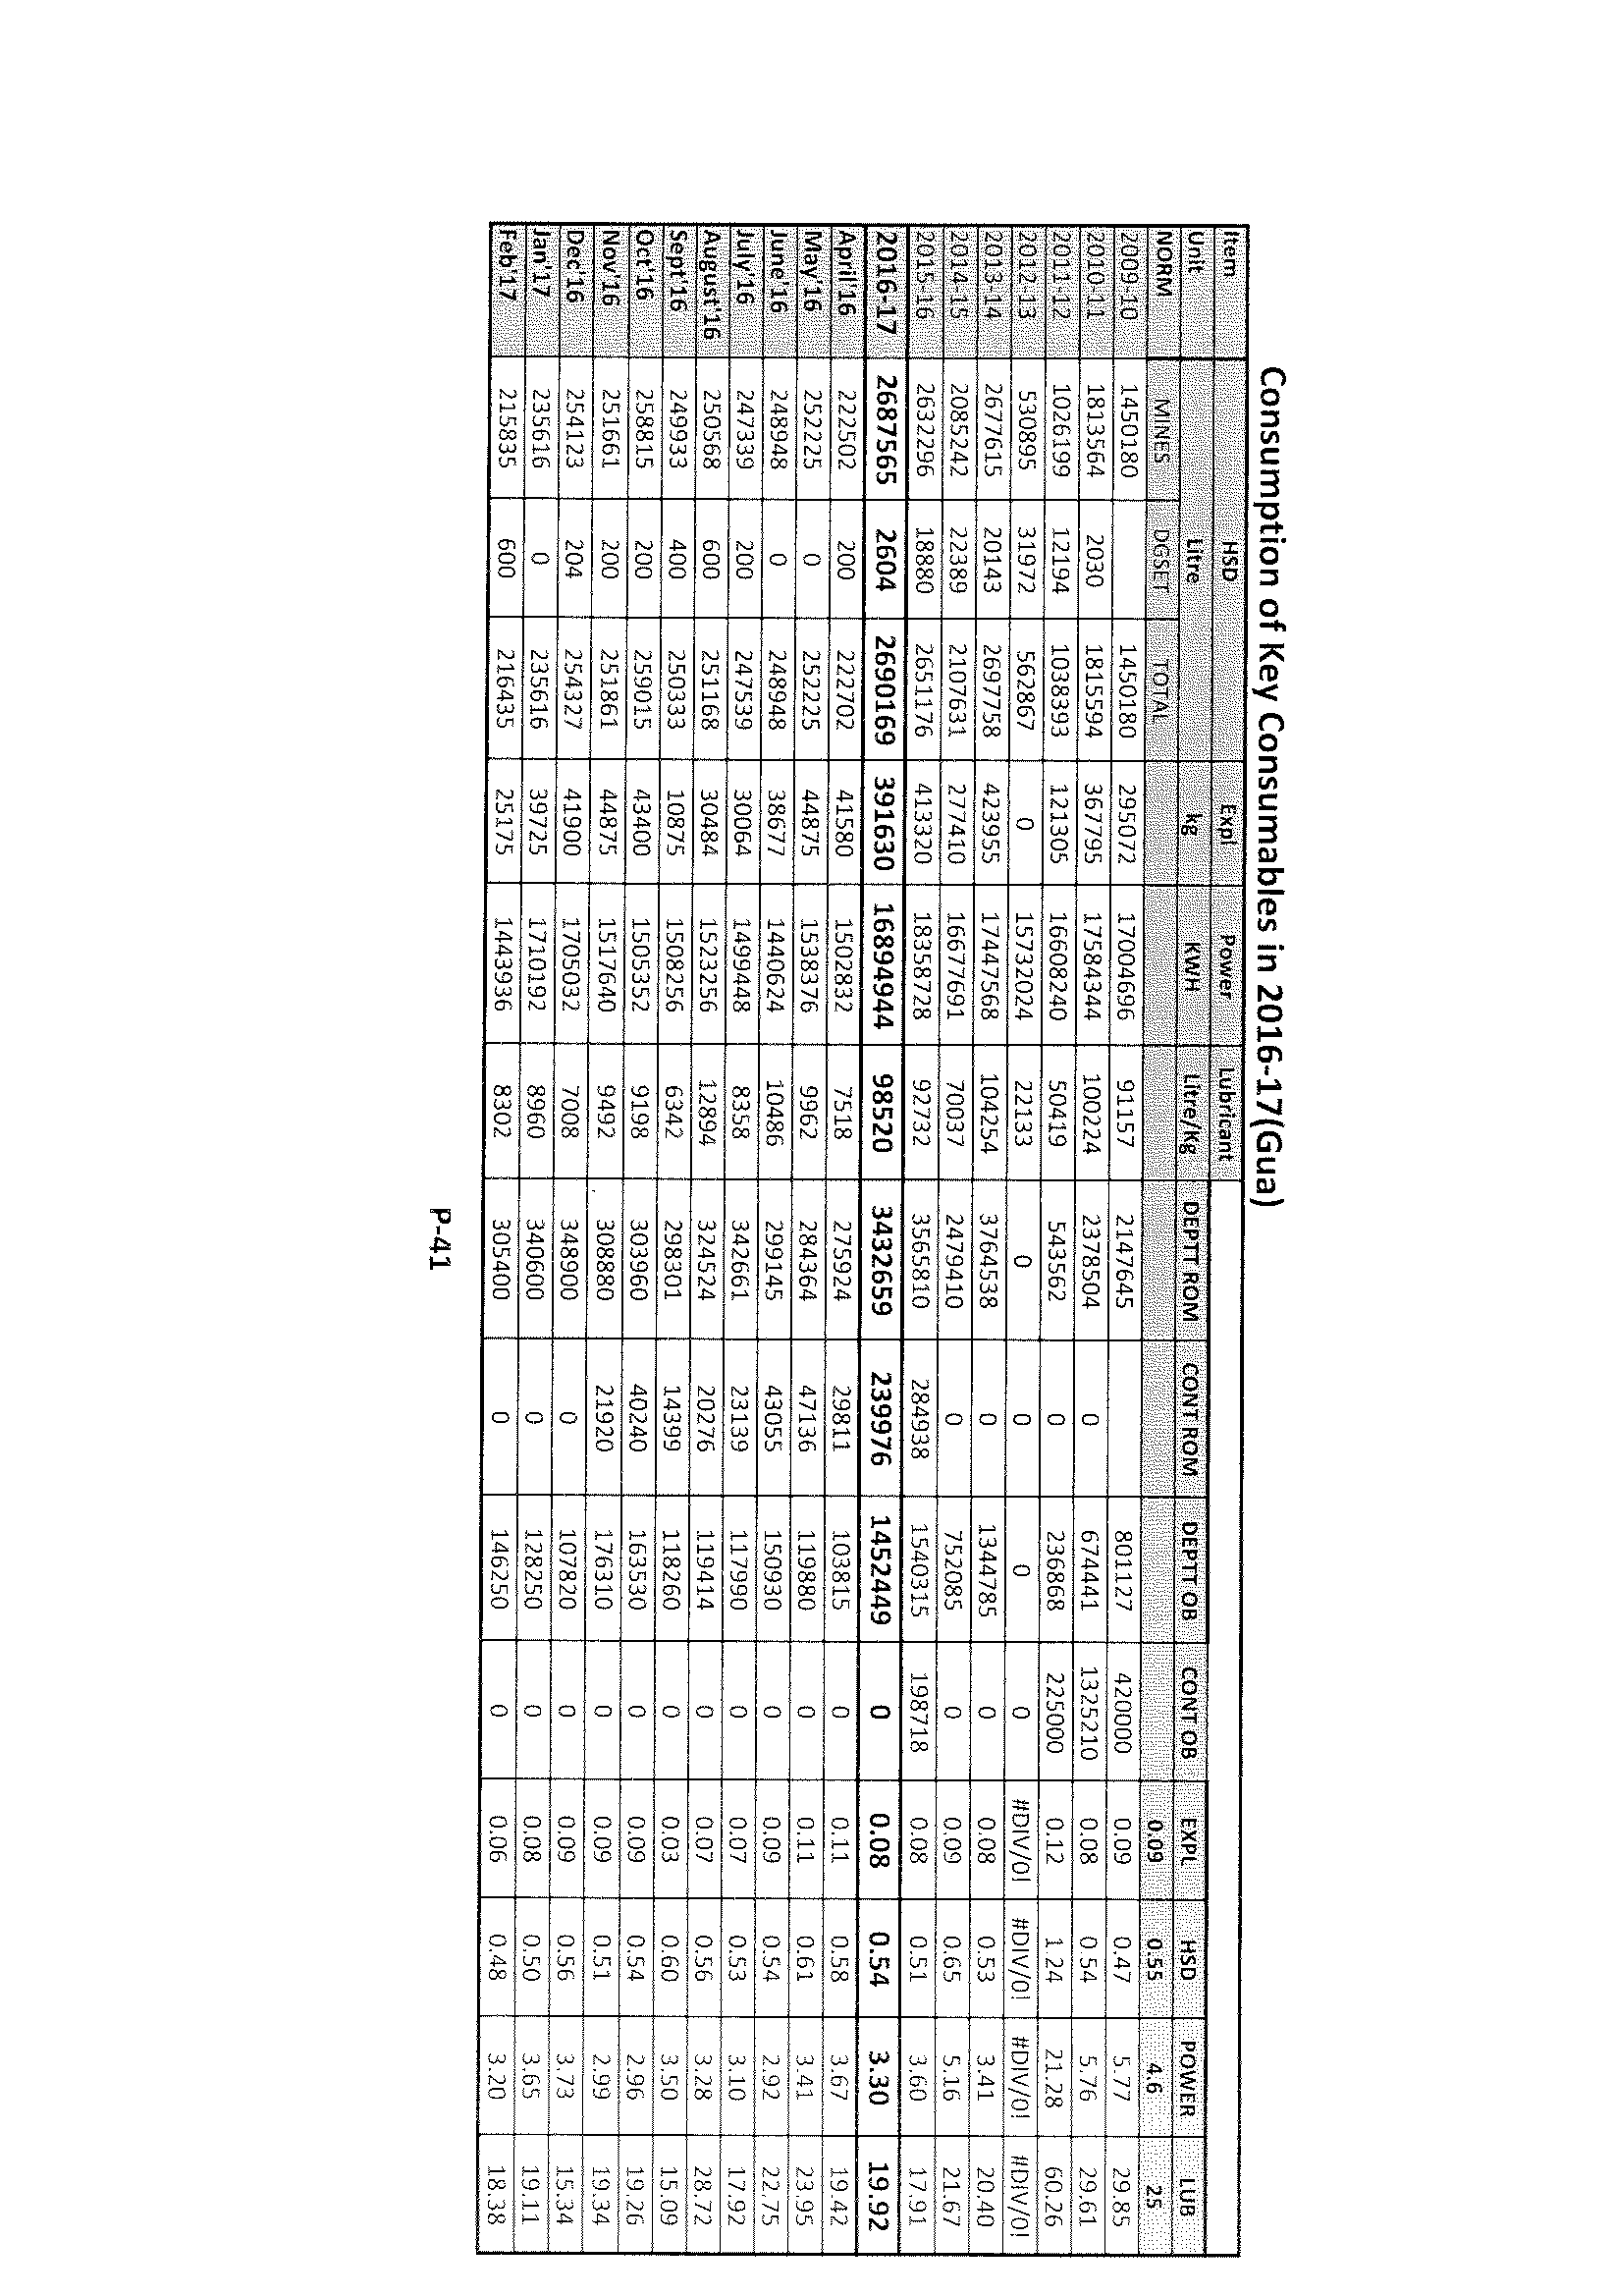 Consumption of Key Consumables in 2016-17(Gua)
Item HSD Expl Power Lubricant
Unit Litre kg KWH Litre/Kg DEPTT ROM CONT ROM DEPTT OB CONT OB EXPL HSD POWER LUB
NORM MINES DGSET TOTAL 0.09 0.55 4.6 25
2009-10 1450180 1450180 295072 17004696 91157 2147645 801127 420000 0.09 0.47 5.77 29.85
2010-11 1813564 2030 1815594 367795 17584344 100224 2378504 0 674441 1325210 0.08 0.54 5.76 29.61
2011-12 1026199 12194 1038393 121305 16608240 50419 543562 0 236868 225000 0.12 1.24 21.28 60.26
2012-13 530895 31972 562867 0 15732024 22133 0 0 0 0 #DIV/0! #DIV/0! #DIV/0! #DIV/0!
2013-14 2677615 20143 2697758 423955 17447568 104254 3764538 0 1344785 0 0.08 0.53 3.41 20.40
2014-15 2085242 22389 2107631 277410 16677691 70037 2479410 0 752085 0 0.09 0.65 5.16 21.67
2015-16 2632296 18880 2651176 413320 18358728 92732 3565810 284938 1540315 198718 0.08 0.51 3.60 17.91
2016-17 2687565 2604 2690169 391630 16894944 98520 3432659 239976 1452449 0 0.08 0.54 3.30 19.92
April'16 222502 200 222702 41580 1502832 7518 275924 29811 103815 0 0.11 0.58 3.67 19.42
May'16 252225 0 252225 44875 1538376 9962 284364 47136 119880 0 0.11 0.61 3.41 23.95
June'16 248948 0 248948 38677 1440624 10486 299145 43055 150930 0 0.09 0.54 2.92 22.75
July'16 247339 200 247539 30064 1499448 8358 342661 23139 117990 0 0.07 0.53 3.10 17.92
August'16 250568 600 251168 30484 1523256 12894 324524 20276 119414 0 0.07 0.56 3.28 28.72
Sept'16 249933 400 250333 10875 1508256 6342 298301 14399 118260 0 0.03 0.60 3.50 15.09
Oct'16 258815 200 259015 43400 1505352 9198 303960 40240 163530 0 0.09 0.54 2.96 19.26
Nov'16 251661 200 251861 44875 1517640 9492 308880 21920 176310 0 0.09 0.51 2.99 19.34
Dec'16 254123 204 254327 41900 1705032 7008 348900 0 107820 0 0.09 0.56 3.73 15.34
Jan'17 235616 0 235616 39725 1710192 8960 340600 0 128250 0 0.08 0.50 3.65 19.11
Feb'17 215835 600 216435 25175 1443936 8302 305400 0 146250 0 0.06 0.48 3.20 18.38
P-41